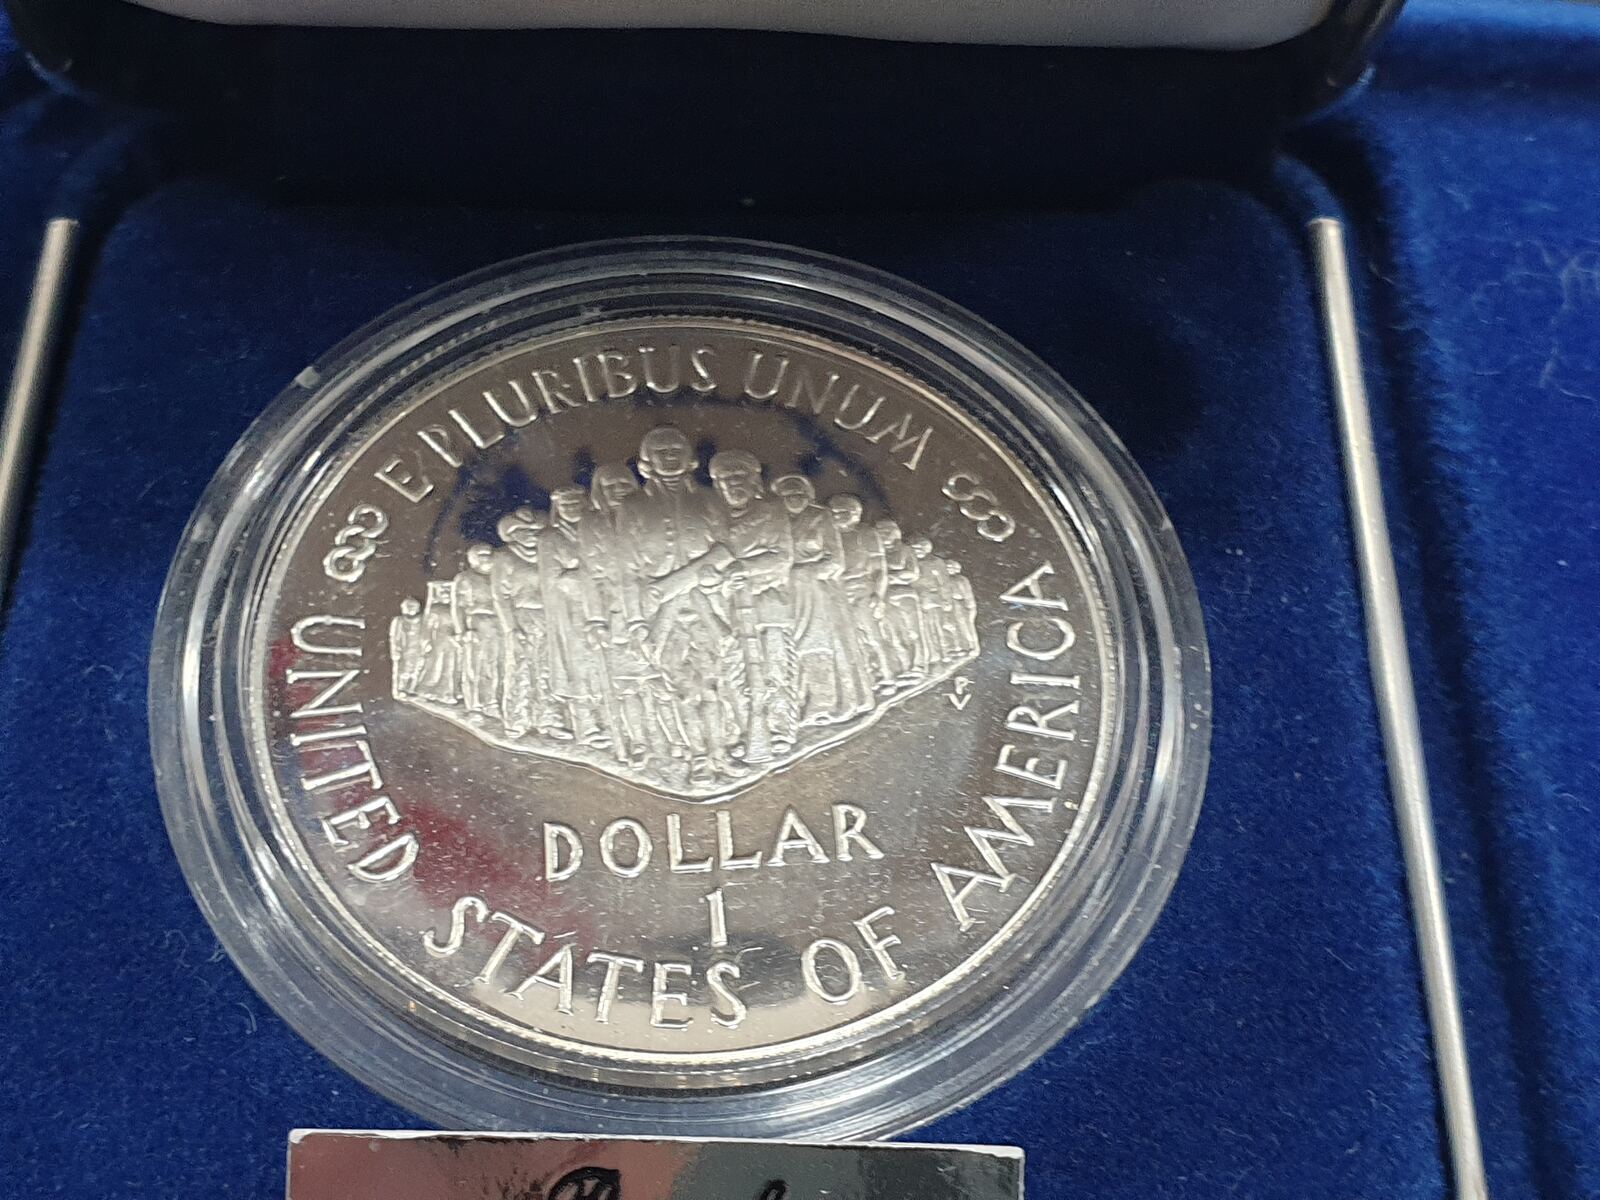 E PLURIBUS UNUM
DOLLAR
1
UNITED STATES OF AMERICA